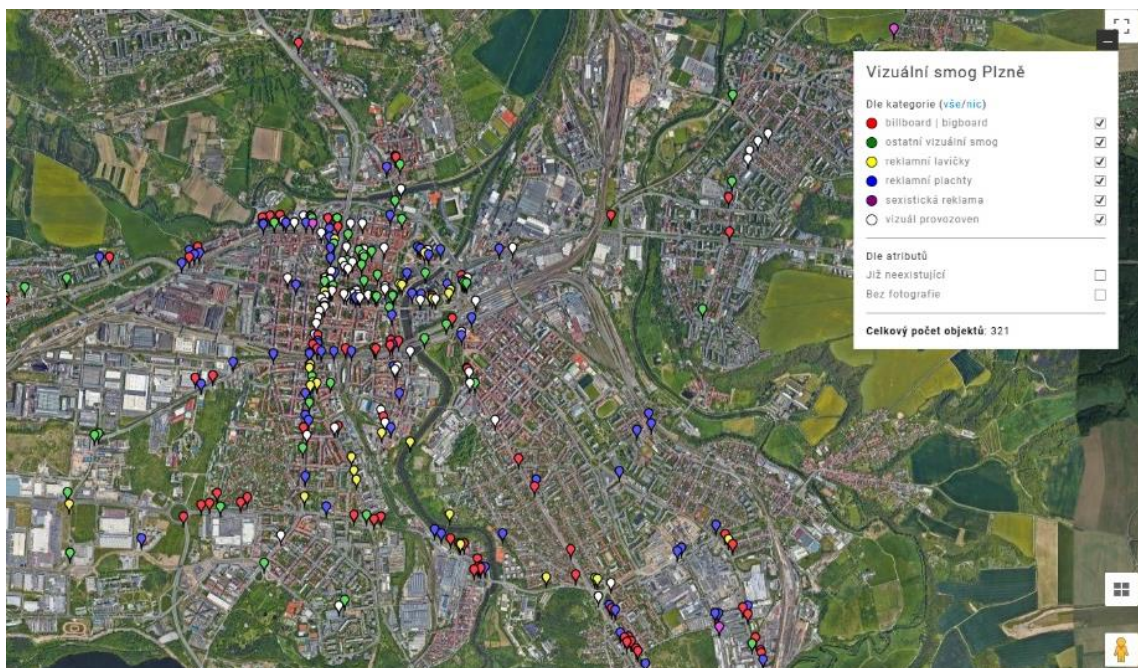 Vizuální smog Plzně
Dle kategorie (vše/nic)
billboard | bigboard
ostatní vizuální smog
reklamní lavičky
reklamní plachty
sexistická reklama
vizuál provozoven
Dle atributů
Již neexistující
Bez fotografie
Celkový počet objektů: 321